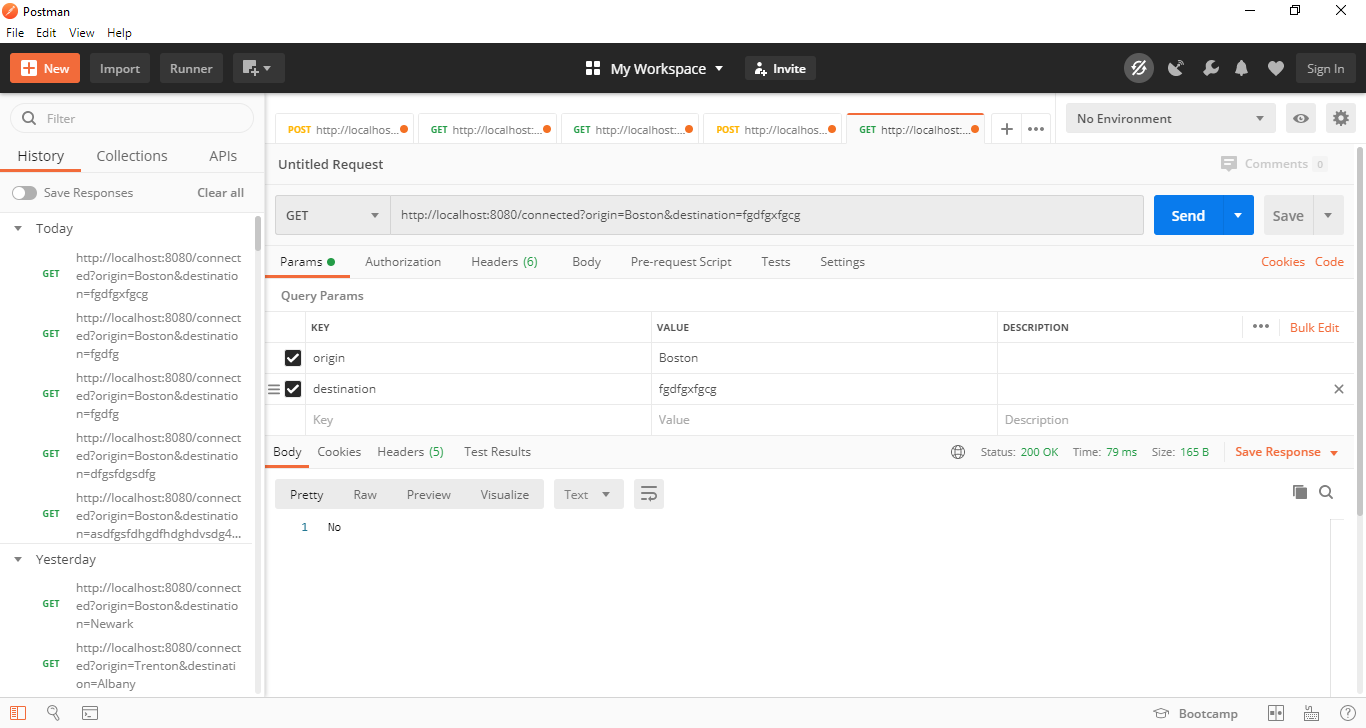 Postman
File Edit View Help
New Import Runner My Workspace Invite Sign In
Filter
History Collections APIs
Save Responses Clear all
Today
GET http://localhost:8080/connect
ed?origin=Boston&destinatio
n=fgdfgxfgcg
GET http://localhost:8080/connect
ed?origin=Boston&destinatio
n=fgdfg
GET http://localhost:8080/connect
ed?origin=Boston&destinatio
n=fgdfg
GET http://localhost:8080/connect
ed?origin=Boston&destinatio
n=dfgsfdgsdfg
GET http://localhost:8080/connect
ed?origin=Boston&destinatio
n=asdfgsfdhgdfhdghdvsdg4...
Yesterday
GET http://localhost:8080/connect
ed?origin=Boston&destinatio
n=Newark
GET http://localhost:8080/connect
ed?origin=Trenton&destinati
on=Albany
POST http://localhos... GET http://localhost:... GET http://localhost:... POST http://localhos... GET http://localhost:... No Environment
Untitled Request Comments 0
GET http://localhost:8080/connected?origin=Boston&destination=fgdfgxfgcg Send Save
Params Authorization Headers (6) Body Pre-request Script Tests Settings Cookies Code
Query Params
KEY VALUE DESCRIPTION Bulk Edit
origin Boston
destination fgdfgxfgcg
Key Value Description
Body Cookies Headers (5) Test Results Status: 200 OK Time: 79 ms Size: 165 B Save Response
Pretty Raw Preview Visualize Text
1 No
Bootcamp